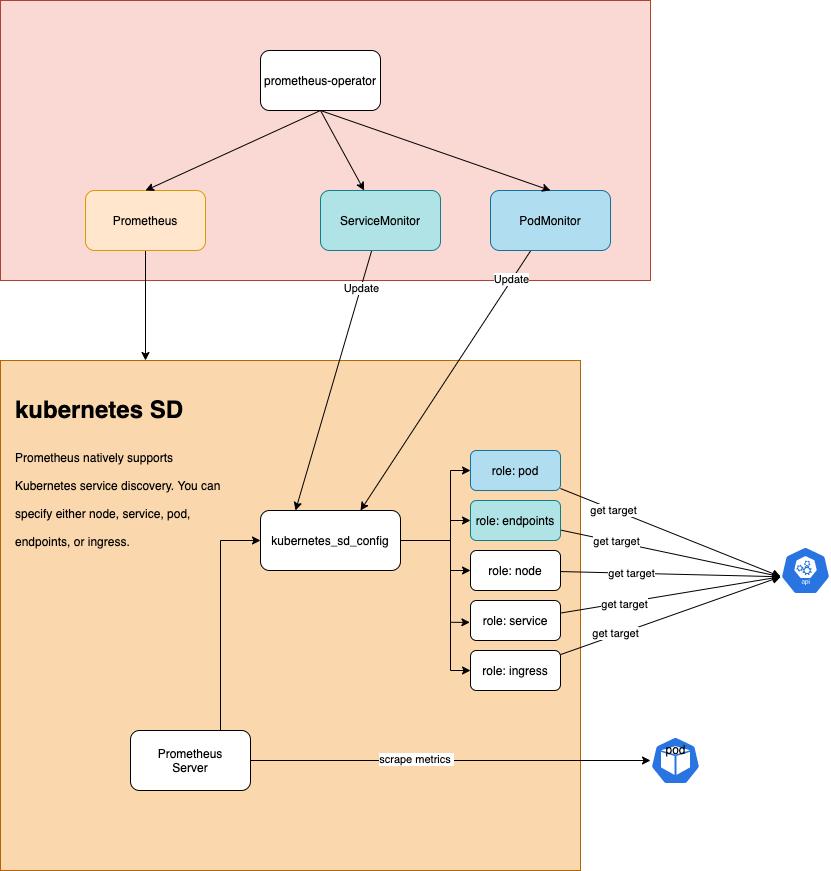 prometheus-operator
Prometheus
ServiceMonitor
PodMonitor
Update
Update
kubernetes SD
Prometheus natively supports
Kubernetes service discovery. You can
specify either node, service, pod,
endpoints, or ingress.
kubernetes_sd_config
role: pod
role: endpoints
role: node
role: service
role: ingress
get target
get target
get target
get target
get target
api
Prometheus
Server
scrape metrics
pod